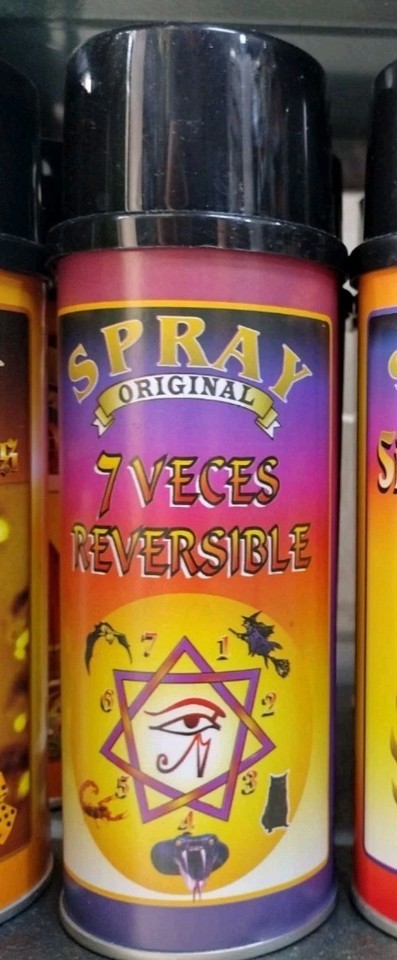 SPRAY
ORIGINAL
7 VECES
REVERSIBLE
7 1
6 2
5 3
4